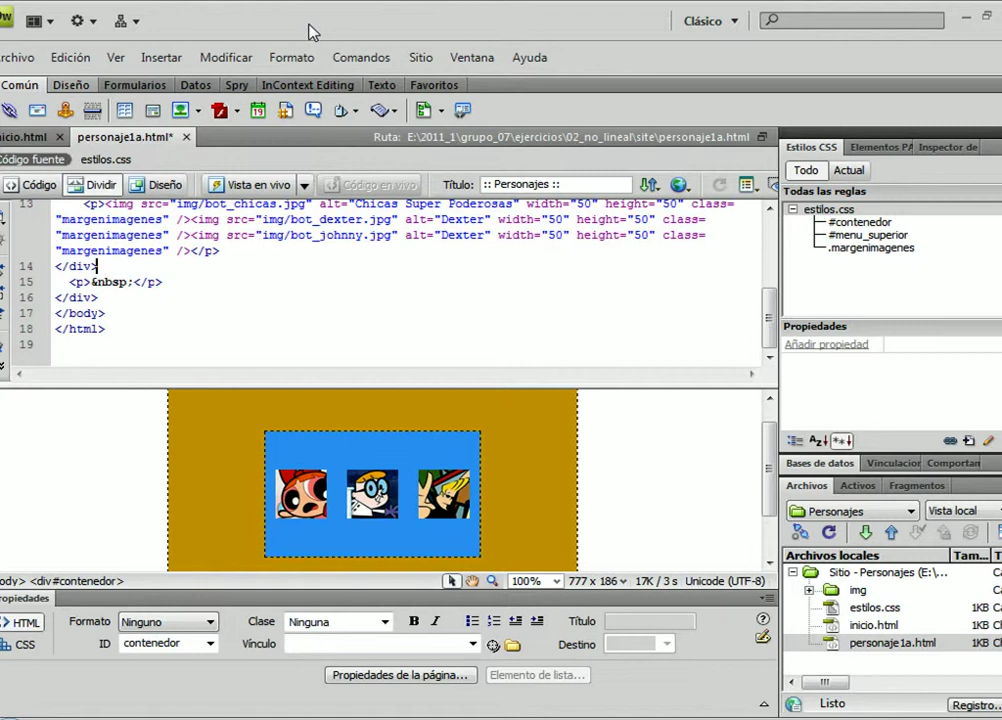 Clásico
rchivo Edición Ver Insertar Modificar Formato Comandos Sitio Ventana Ayuda
Común Diseño Formularios Datos Spry InContext Editing Texto Favoritos
nicio.html personaje1a.html* Ruta: E:\2011_1\grupo_07\ejercicios\02_no_lineal\site\personaje1a.html
Código fuente estilos.css
Código Dividir Diseño Vista en vivo Código en vivo Título: :: Personajes ::
13 <p><img src="img/bot_chicas.jpg" alt="Chicas Super Poderosas" width="50" height="50" class=
"margenimagenes" /><img src="img/bot_dexter.jpg" alt="Dexter" width="50" height="50" class=
"margenimagenes" /><img src="img/bot_johnny.jpg" alt="Dexter" width="50" height="50" class=
"margenimagenes" /></p>
14 </div>
15 <p>&nbsp;</p>
16 </div>
17 </body>
18 </html>
19
ody> <div#contenedor> 100% 777 x 186 17K / 3 s Unicode (UTF-8)
ropiedades
HTML Formato Ninguno Clase Ninguna B I Título
CSS ID contenedor Vínculo Destino
Propiedades de la página... Elemento de lista...
Estilos CSS Elementos PA Inspector de
Todo Actual
Todas las reglas
estilos.css
#contenedor
#menu_superior
.margenimagenes
Propiedades
Añadir propiedad
Bases de datos Vinculacior Comportan
Archivos Activos Fragmentos
Personajes Vista local
Archivos locales Tam... T
Sitio - Personajes (E:\... C
img C
estilos.css 1KB C
inicio.html 1KB C
personaje1a.html 1KB C
Listo Registro..